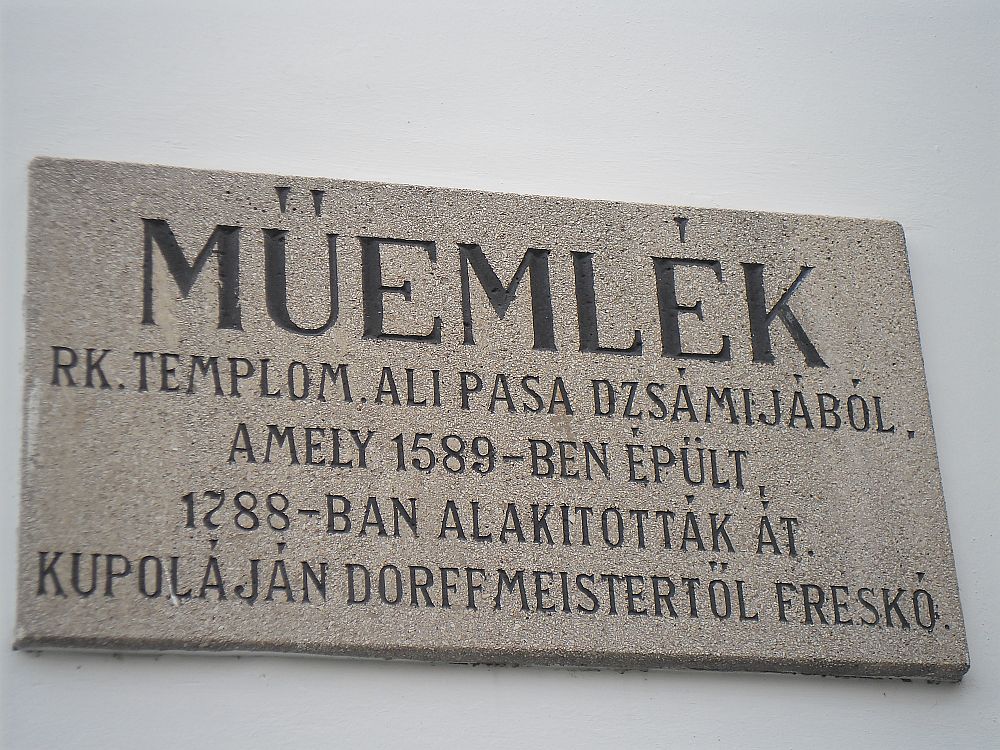 MŰEMLÉK
RK. TEMPLOM. ALI PASA DZSÁMIJÁBÓL,
AMELY 1589-BEN ÉPÜLT,
1788-BAN ALAKITOTTÁK ÁT.
KUPOLÁJÁN DORFFMEISTERTŐL FRESKÓ.